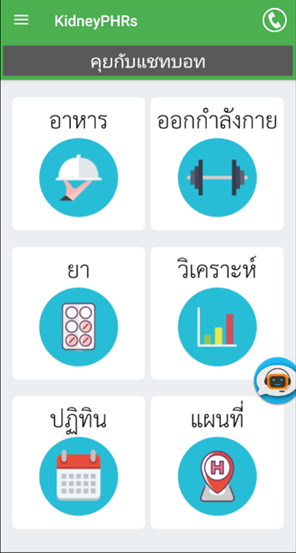 KidneyPHRs
คุยกับแชทบอท
อาหาร
ออกกำลังกาย
ยา
วิเคราะห์
ปฏิทิน
แผนที่
H